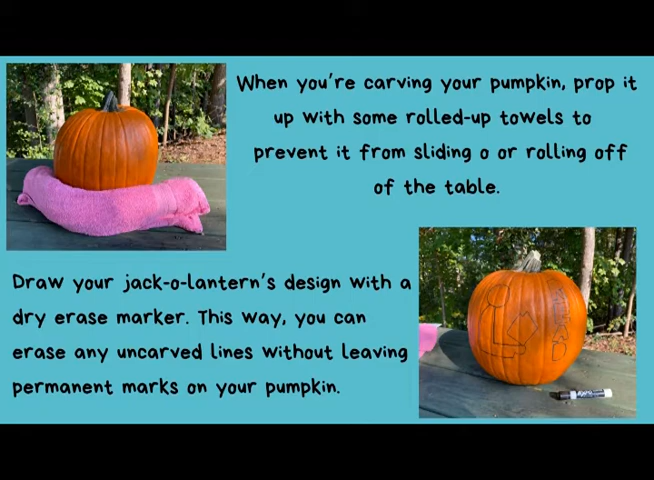 When you're carving your pumpkin, prop it
up with some rolled-up towels to
prevent it from sliding o or rolling off
of the table.
Draw your jack-o-lantern's design with a
dry erase marker. This way, you can
erase any uncarved lines without leaving
permanent marks on your pumpkin.